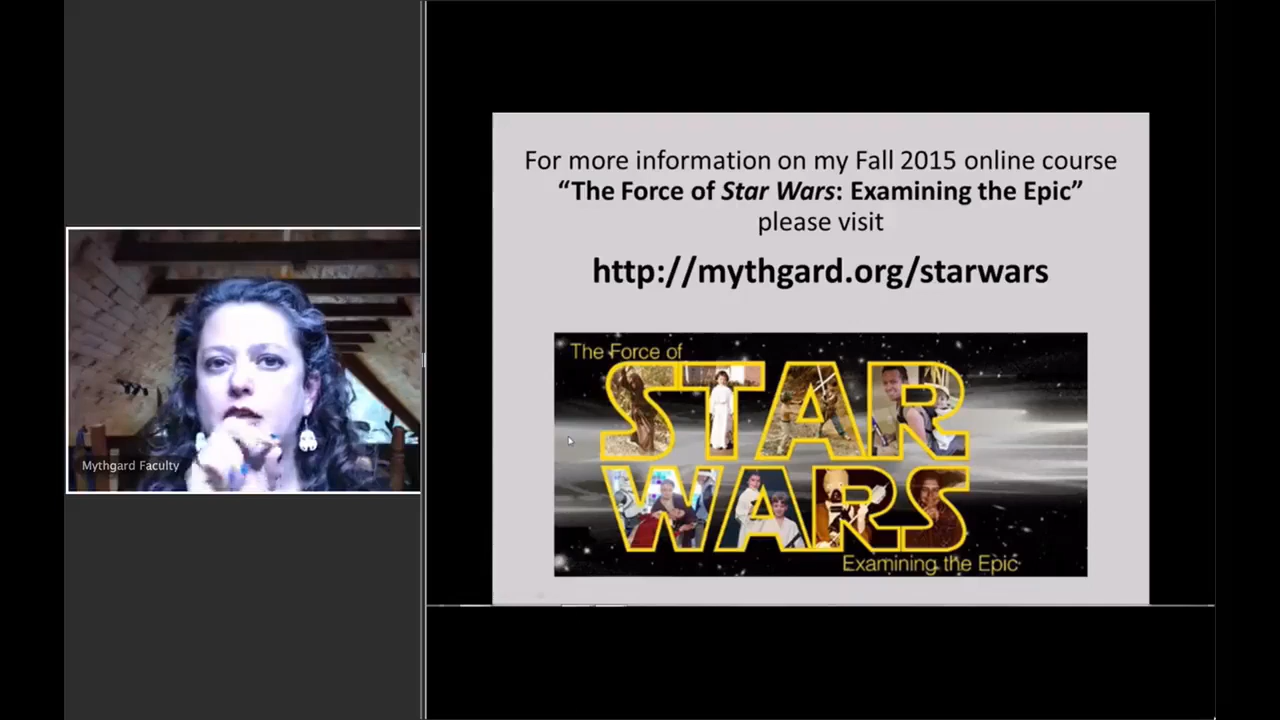 For more information on my Fall 2015 online course
“The Force of Star Wars: Examining the Epic”
please visit
http://mythgard.org/starwars
The Force of
STAR
WARS
Examining the Epic
Mythgard Faculty